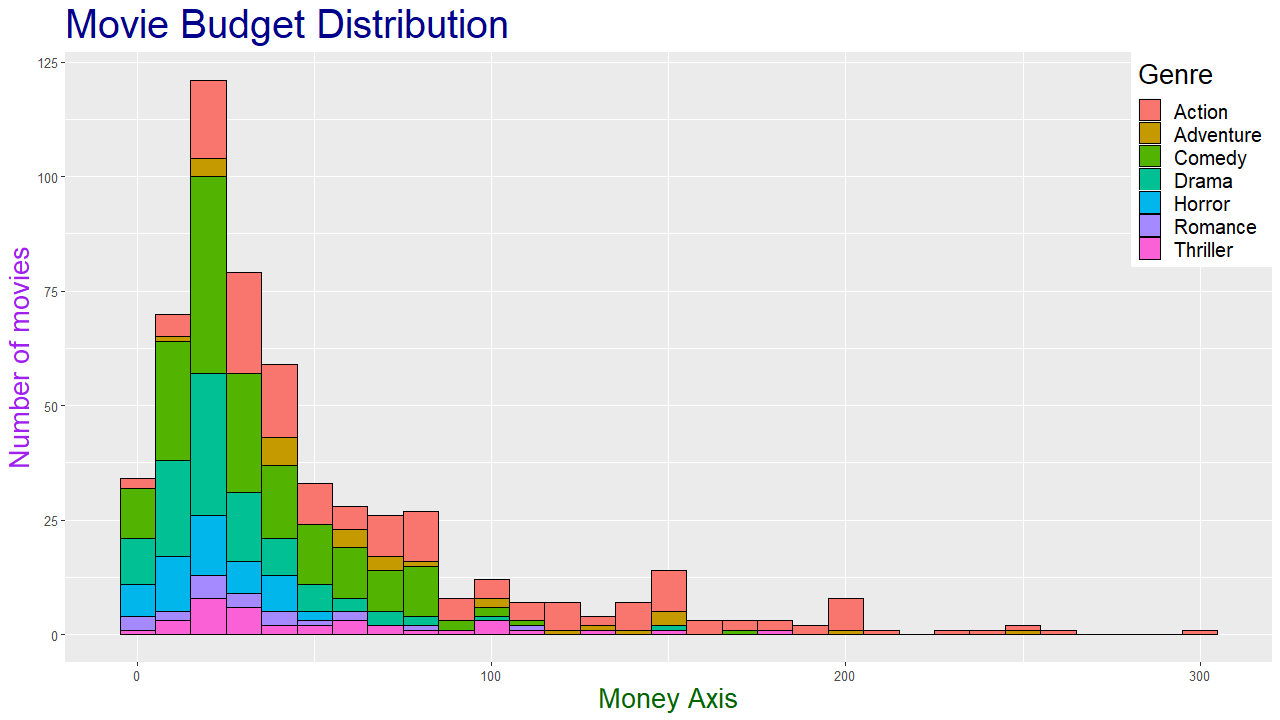 Movie Budget Distribution
Number of movies
125
100
75
50
25
0
0
100
200
300
Money Axis
Genre
Action
Adventure
Comedy
Drama
Horror
Romance
Thriller